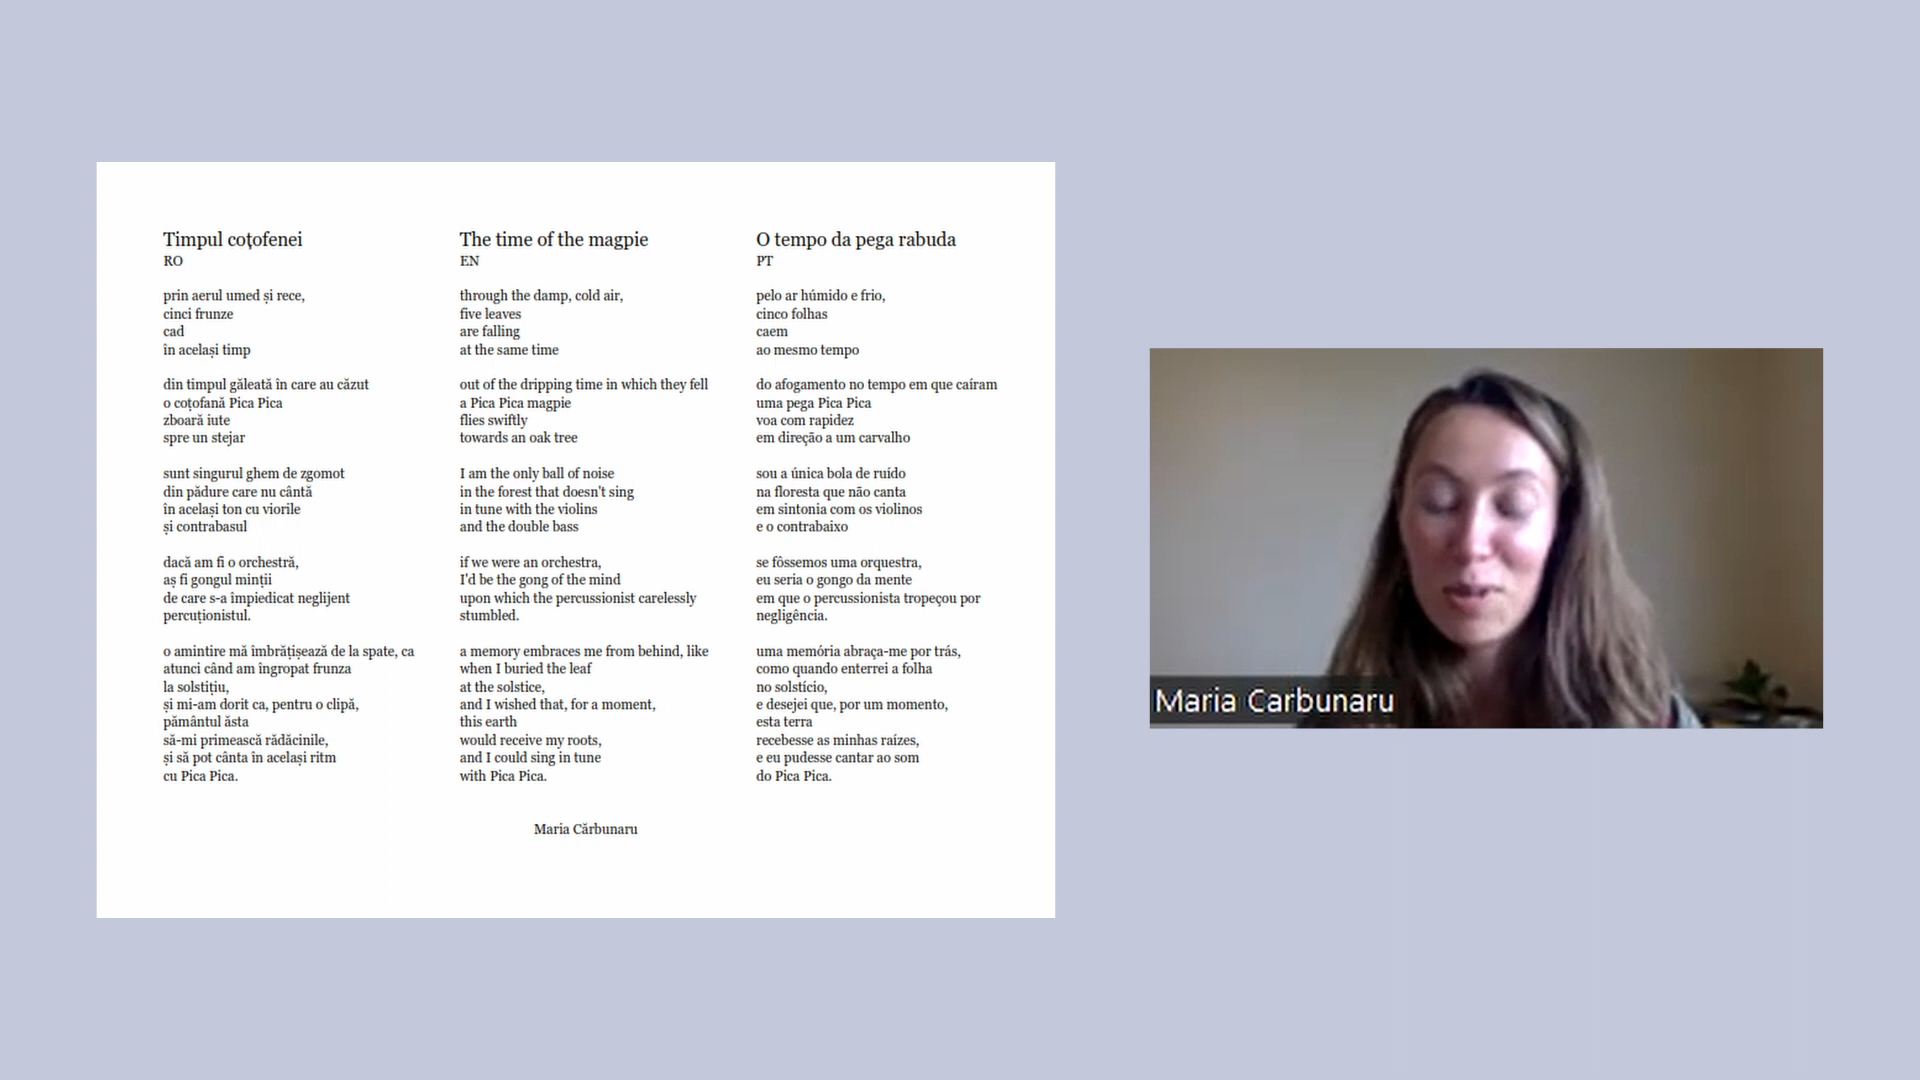 Timpul coțofenei
RO
prin aerul umed și rece,
cinci frunze
cad
în același timp
din timpul găleată în care au căzut
o coțofană Pica Pica
zboară iute
spre un stejar
sunt singurul ghem de zgomot
din pădure care nu cântă
în același ton cu viorile
și contrabasul
dacă am fi o orchestră,
aș fi gongul minții
de care s-a împiedicat neglijent
percuționistul.
o amintire mă îmbrățișează de la spate, ca
atunci când am îngropat frunza
la solstițiu,
și mi-am dorit ca, pentru o clipă,
pământul ăsta
să-mi primească rădăcinile,
și să pot cânta în același ritm
cu Pica Pica.
The time of the magpie
EN
through the damp, cold air,
five leaves
are falling
at the same time
out of the dripping time in which they fell
a Pica Pica magpie
flies swiftly
towards an oak tree
I am the only ball of noise
in the forest that doesn't sing
in tune with the violins
and the double bass
if we were an orchestra,
I'd be the gong of the mind
upon which the percussionist carelessly
stumbled.
a memory embraces me from behind, like
when I buried the leaf
at the solstice,
and I wished that, for a moment,
this earth
would receive my roots,
and I could sing in tune
with Pica Pica.
O tempo da pega rabuda
PT
pelo ar húmido e frio,
cinco folhas
caem
ao mesmo tempo
do afogamento no tempo em que caíram
uma pega Pica Pica
voa com rapidez
em direção a um carvalho
sou a única bola de ruído
na floresta que não canta
em sintonia com os violinos
e o contrabaixo
se fôssemos uma orquestra,
eu seria o gongo da mente
em que o percussionista tropeçou por
negligência.
uma memória abraça-me por trás,
como quando enterrei a folha
no solstício,
e desejei que, por um momento,
esta terra
recebesse as minhas raízes,
e eu pudesse cantar ao som
do Pica Pica.
Maria Cărbunaru
Maria Carbunaru